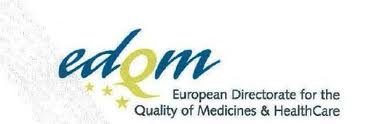 edQm
European Directorate for the
Quality of Medicines & HealthCare